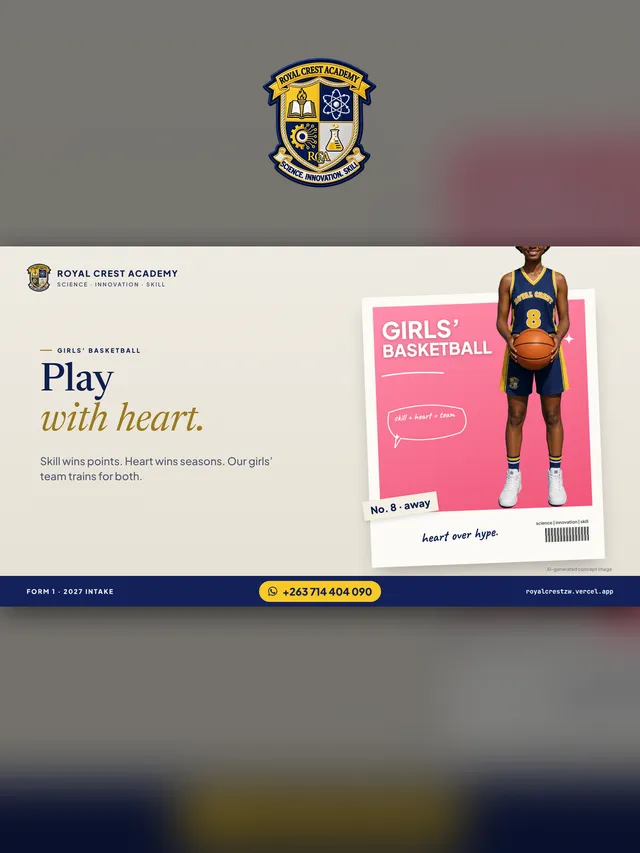 ROYAL CREST ACADEMY
RCA
SCIENCE. INNOVATION. SKILL
ROYAL CREST ACADEMY
SCIENCE · INNOVATION · SKILL
GIRLS' BASKETBALL
Play
with heart.
Skill wins points. Heart wins seasons. Our girls'
team trains for both.
GIRLS'
BASKETBALL
skill + heart = team
ROYAL CREST
8
No. 8 · away
heart over hype.
science | innovation | skill
AI-generated concept image
FORM 1 · 2027 INTAKE
+263 714 404 090
royalcrestzw.vercel.app